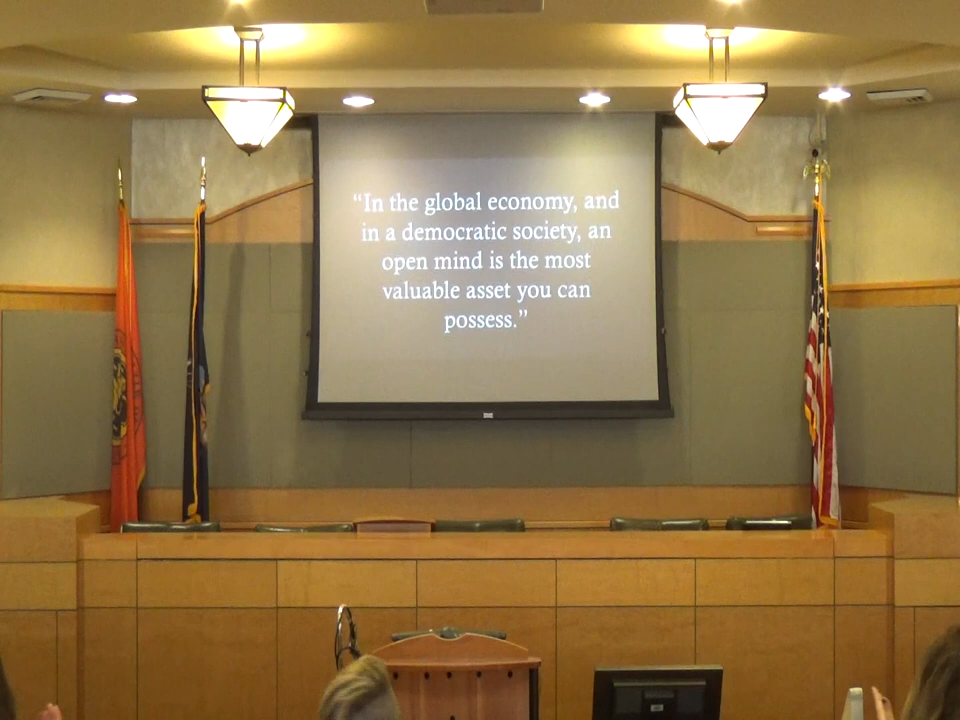 “In the global economy, and
in a democratic society, an
open mind is the most
valuable asset you can
possess.”